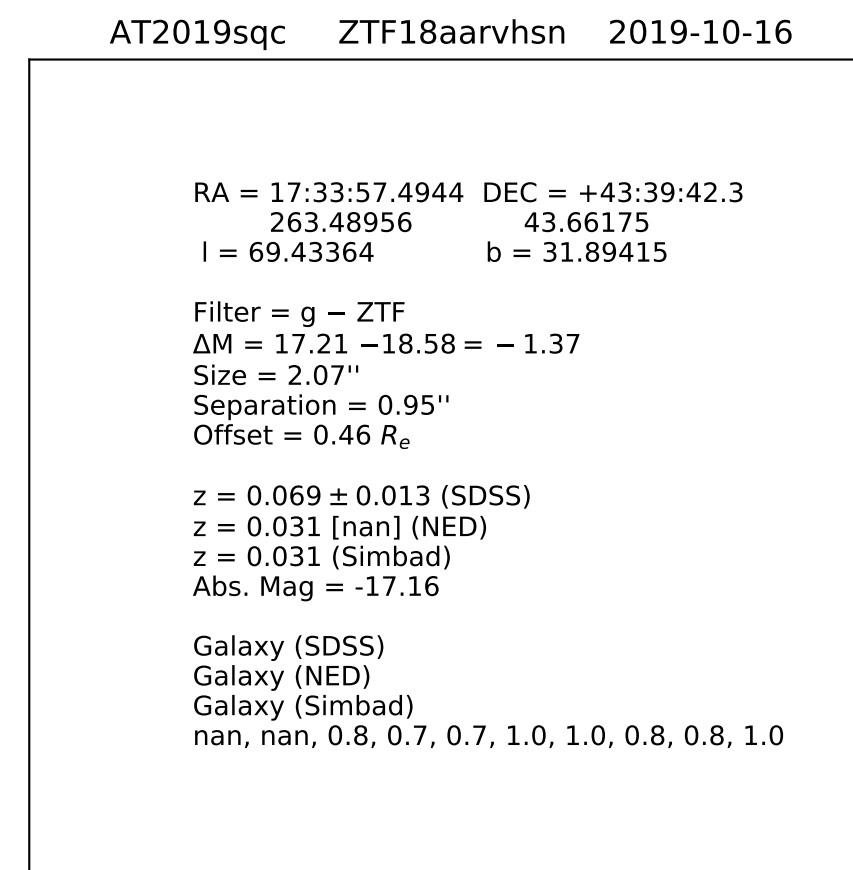 AT2019sqc ZTF18aarvhsn 2019-10-16
RA = 17:33:57.4944 DEC = +43:39:42.3
263.48956 43.66175
l = 69.43364 b = 31.89415
Filter = g − ZTF
ΔM = 17.21 −18.58 = − 1.37
Size = 2.07''
Separation = 0.95''
Offset = 0.46 Rₑ
z = 0.069 ± 0.013 (SDSS)
z = 0.031 [nan] (NED)
z = 0.031 (Simbad)
Abs. Mag = -17.16
Galaxy (SDSS)
Galaxy (NED)
Galaxy (Simbad)
nan, nan, 0.8, 0.7, 0.7, 1.0, 1.0, 0.8, 0.8, 1.0